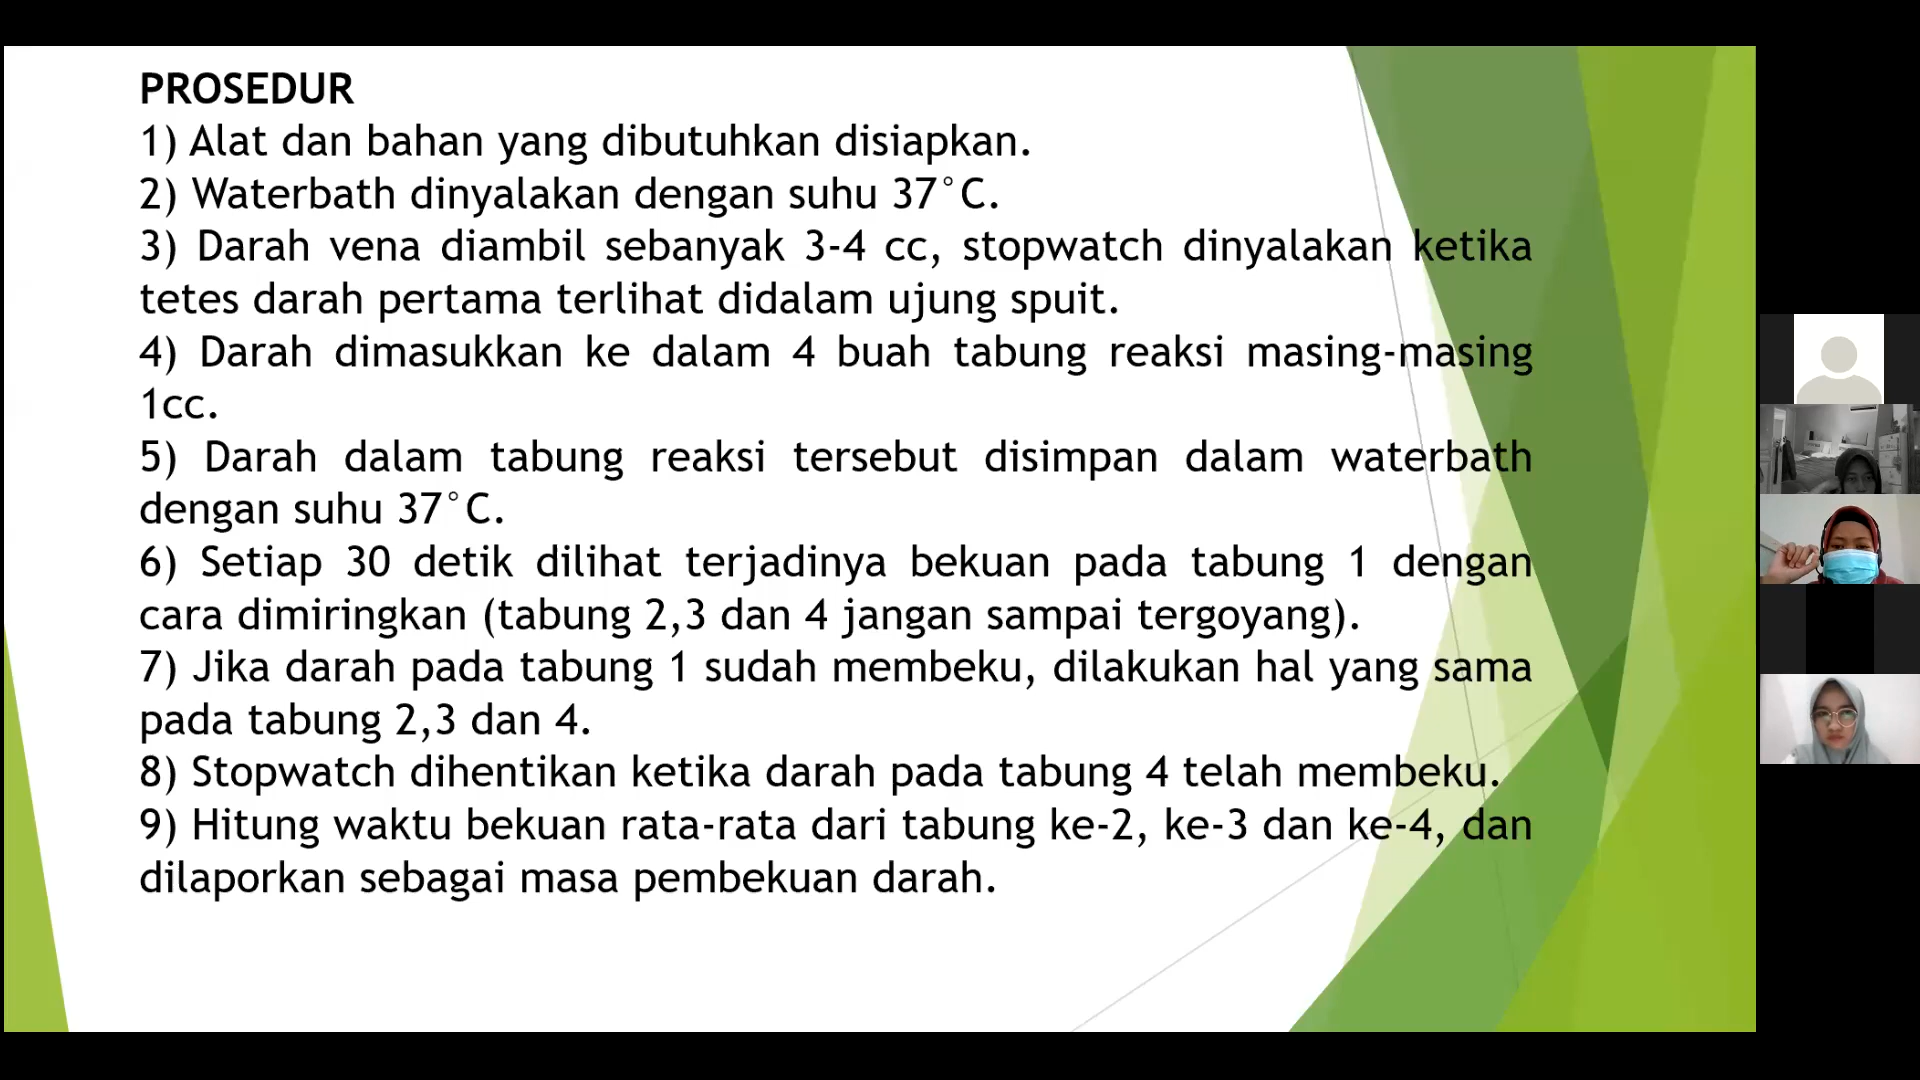 PROSEDUR
1) Alat dan bahan yang dibutuhkan disiapkan.
2) Waterbath dinyalakan dengan suhu 37°C.
3) Darah vena diambil sebanyak 3-4 cc, stopwatch dinyalakan ketika
tetes darah pertama terlihat didalam ujung spuit.
4) Darah dimasukkan ke dalam 4 buah tabung reaksi masing-masing
1cc.
5) Darah dalam tabung reaksi tersebut disimpan dalam waterbath
dengan suhu 37°C.
6) Setiap 30 detik dilihat terjadinya bekuan pada tabung 1 dengan
cara dimiringkan (tabung 2,3 dan 4 jangan sampai tergoyang).
7) Jika darah pada tabung 1 sudah membeku, dilakukan hal yang sama
pada tabung 2,3 dan 4.
8) Stopwatch dihentikan ketika darah pada tabung 4 telah membeku.
9) Hitung waktu bekuan rata-rata dari tabung ke-2, ke-3 dan ke-4, dan
dilaporkan sebagai masa pembekuan darah.